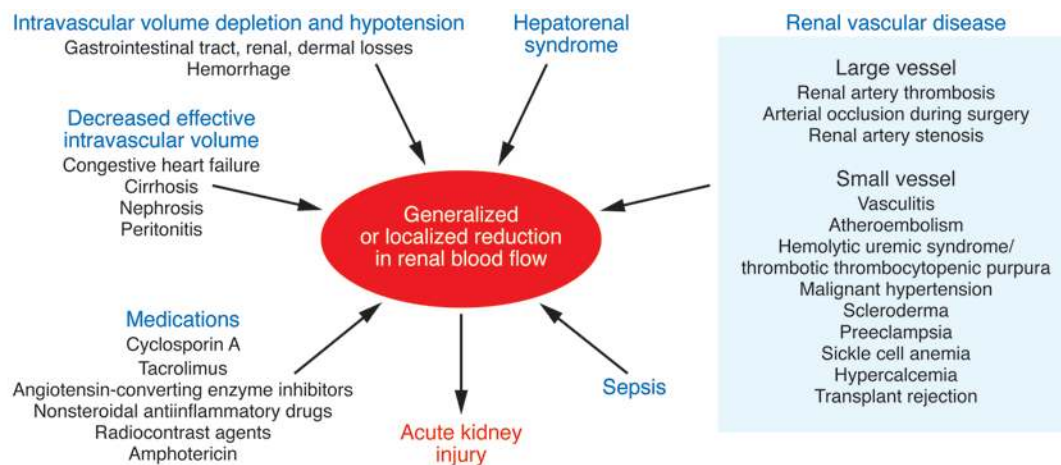 Intravascular volume depletion and hypotension
Gastrointestinal tract, renal, dermal losses
Hemorrhage
Hepatorenal
syndrome
Renal vascular disease
Large vessel
Renal artery thrombosis
Arterial occlusion during surgery
Renal artery stenosis
Small vessel
Vasculitis
Atheroembolism
Hemolytic uremic syndrome/
thrombotic thrombocytopenic purpura
Malignant hypertension
Scleroderma
Preeclampsia
Sickle cell anemia
Hypercalcemia
Transplant rejection
Decreased effective
intravascular volume
Congestive heart failure
Cirrhosis
Nephrosis
Peritonitis
Generalized
or localized reduction
in renal blood flow
Medications
Cyclosporin A
Tacrolimus
Angiotensin-converting enzyme inhibitors
Nonsteroidal antiinflammatory drugs
Radiocontrast agents
Amphotericin
Acute kidney
injury
Sepsis